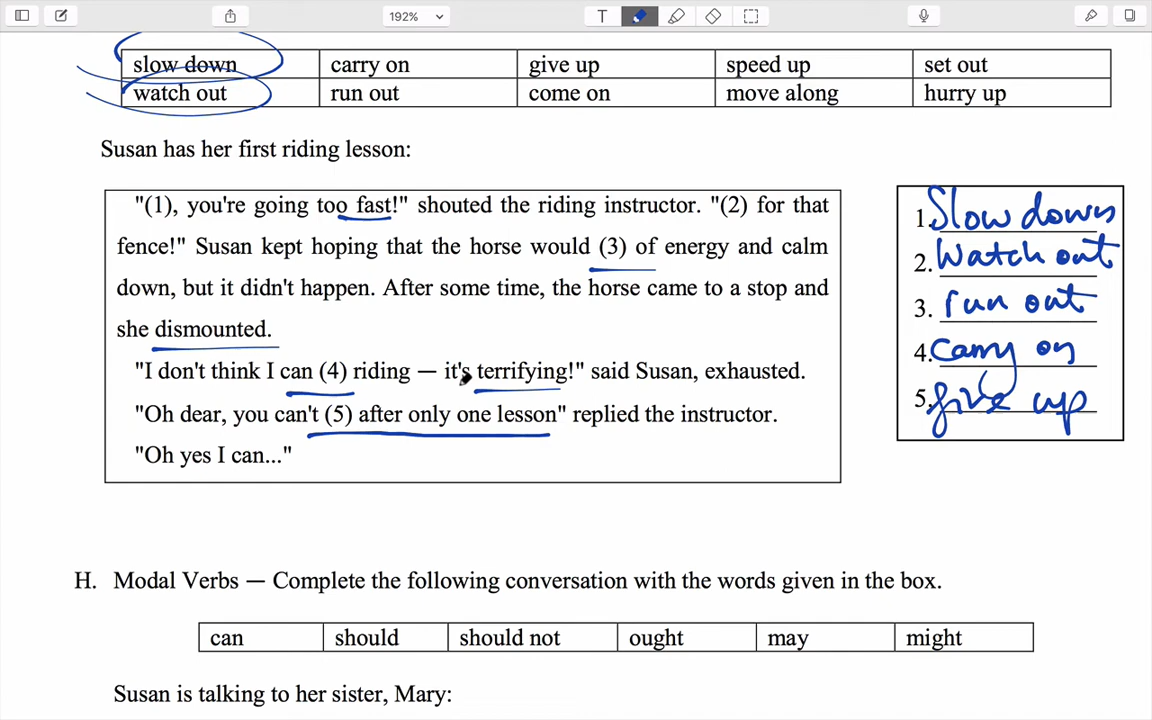 192%
T
slow down carry on give up speed up set out
watch out run out come on move along hurry up
Susan has her first riding lesson:
"(1), you're going too fast!" shouted the riding instructor. "(2) for that
fence!" Susan kept hoping that the horse would (3) of energy and calm
down, but it didn't happen. After some time, the horse came to a stop and
she dismounted.
"I don't think I can (4) riding — it's terrifying!" said Susan, exhausted.
"Oh dear, you can't (5) after only one lesson" replied the instructor.
"Oh yes I can..."
1. Slow down
2. Watch out
3. run out
4. Carry on
5. give up
H. Modal Verbs — Complete the following conversation with the words given in the box.
can should should not ought may might
Susan is talking to her sister, Mary: